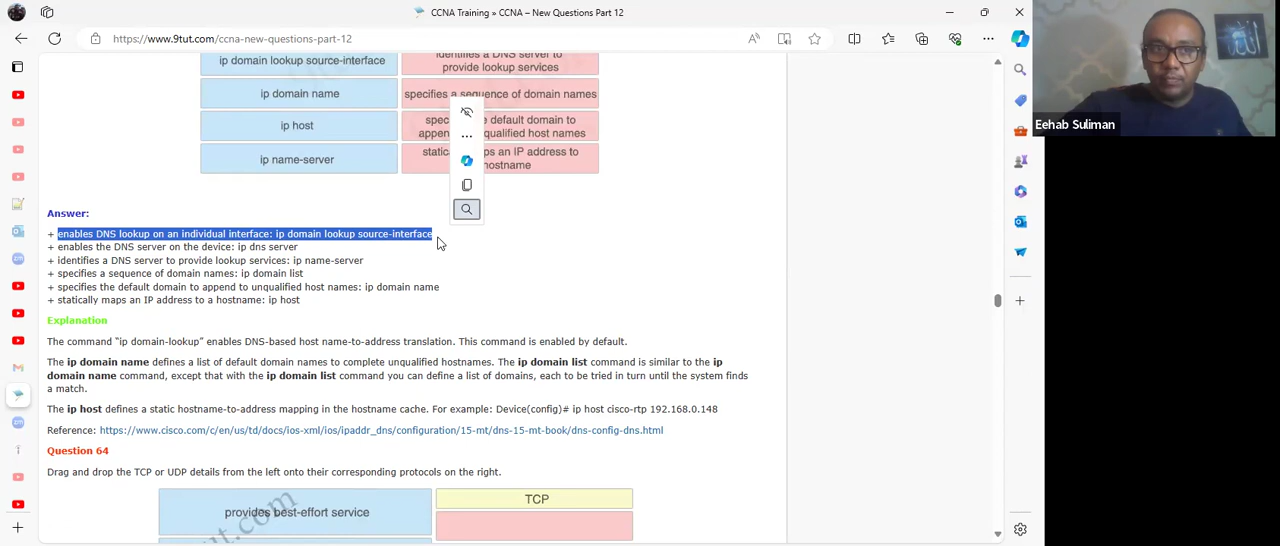 CCNA Training » CCNA – New Questions Part 12
https://www.9tut.com/ccna-new-questions-part-12
ip domain lookup source-interface
identifies a DNS server to
provide lookup services
ip domain name
specifies a sequence of domain names
ip host
spec e default domain to
append qualified host names
ip name-server
static ps an IP address to
hostname
Eehab Suliman
Answer:
+ enables DNS lookup on an individual interface: ip domain lookup source-interface
+ enables the DNS server on the device: ip dns server
+ identifies a DNS server to provide lookup services: ip name-server
+ specifies a sequence of domain names: ip domain list
+ specifies the default domain to append to unqualified host names: ip domain name
+ statically maps an IP address to a hostname: ip host
Explanation
The command “ip domain-lookup” enables DNS-based host name-to-address translation. This command is enabled by default.
The ip domain name defines a list of default domain names to complete unqualified hostnames. The ip domain list command is similar to the ip
domain name command, except that with the ip domain list command you can define a list of domains, each to be tried in turn until the system finds
a match.
The ip host defines a static hostname-to-address mapping in the hostname cache. For example: Device(config)# ip host cisco-rtp 192.168.0.148
Reference: https://www.cisco.com/c/en/us/td/docs/ios-xml/ios/ipaddr_dns/configuration/15-mt/dns-15-mt-book/dns-config-dns.html
Question 64
Drag and drop the TCP or UDP details from the left onto their corresponding protocols on the right.
provides best-effort service
TCP